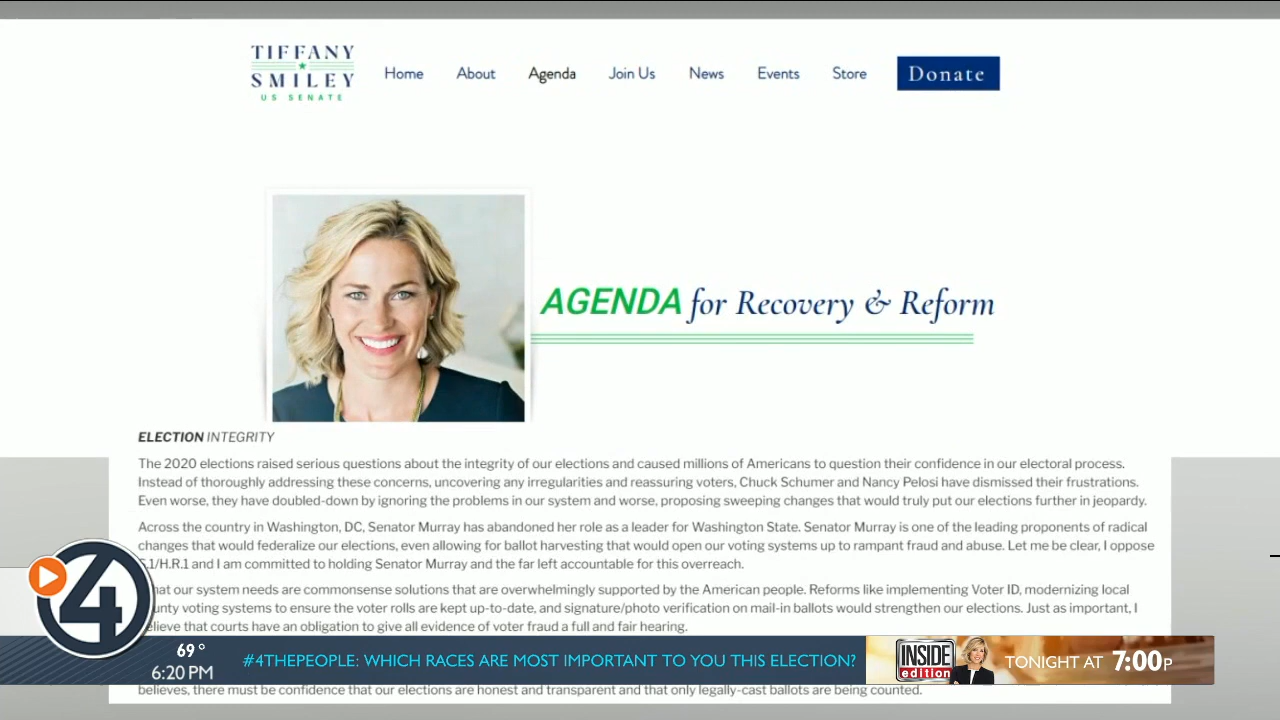 TIFFANY
SMILEY
US SENATE
Home About Agenda Join Us News Events Store Donate
AGENDA for Recovery & Reform
ELECTION INTEGRITY
The 2020 elections raised serious questions about the integrity of our elections and caused millions of Americans to question their confidence in our electoral process.
Instead of thoroughly addressing these concerns, uncovering any irregularities and reassuring voters, Chuck Schumer and Nancy Pelosi have dismissed their frustrations.
Even worse, they have doubled-down by ignoring the problems in our system and worse, proposing sweeping changes that would truly put our elections further in jeopardy.
Across the country in Washington, DC, Senator Murray has abandoned her role as a leader for Washington State. Senator Murray is one of the leading proponents of radical
changes that would federalize our elections, even allowing for ballot harvesting that would open our voting systems up to rampant fraud and abuse. Let me be clear, I oppose
S.1/H.R.1 and I am committed to holding Senator Murray and the far left accountable for this overreach.
our system needs are commonsense solutions that are overwhelmingly supported by the American people. Reforms like implementing Voter ID, modernizing local
voting systems to ensure the voter rolls are kept up-to-date, and signature/photo verification on mail-in ballots would strengthen our elections. Just as important, I
that courts have an obligation to give all evidence of voter fraud a full and fair hearing.
4
69°
6:20 PM
#4THEPEOPLE: WHICH RACES ARE MOST IMPORTANT TO YOU THIS ELECTION?
INSIDE
edition
TONIGHT AT 7:00P
believes, there must be confidence that our elections are honest and transparent and that only legally-cast ballots are being counted.